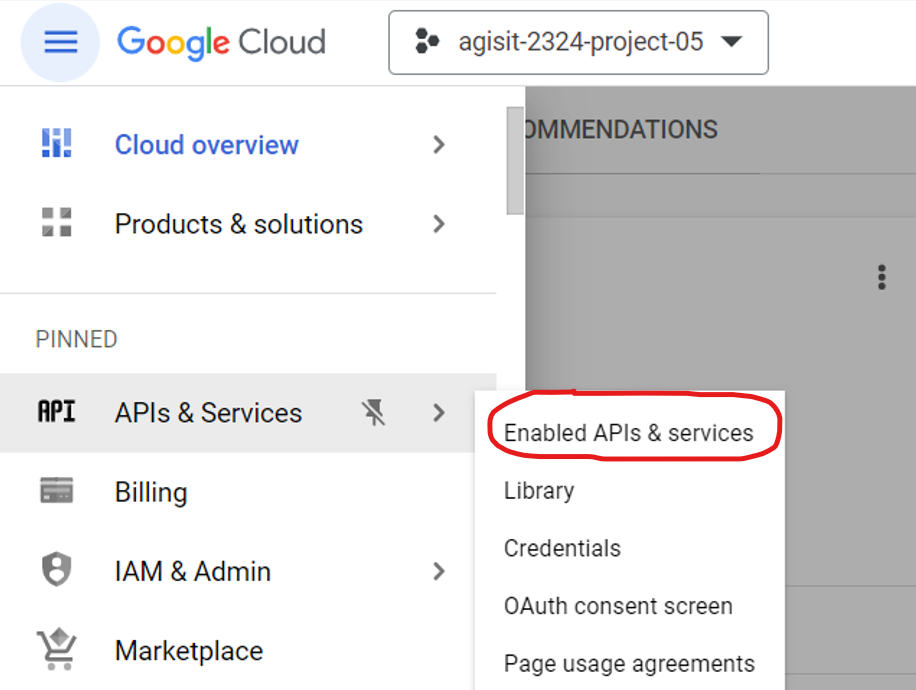 Google Cloud
agisit-2324-project-05
OMMENDATIONS
Cloud overview
Products & solutions
PINNED
API
APIs & Services
Enabled APIs & services
Library
Credentials
OAuth consent screen
Page usage agreements
Billing
IAM & Admin
Marketplace